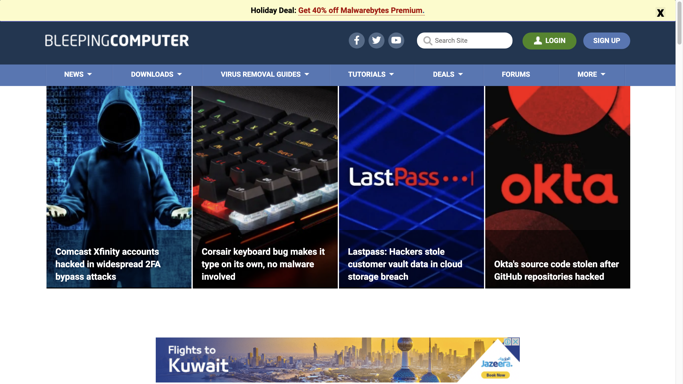 Holiday Deal: Get 40% off Malwarebytes Premium.
X
BLEEPINGCOMPUTER
Search Site
LOGIN
SIGN UP
NEWS
DOWNLOADS
VIRUS REMOVAL GUIDES
TUTORIALS
DEALS
FORUMS
MORE
LastPass
okta
Comcast Xfinity accounts
hacked in widespread 2FA
bypass attacks
Corsair keyboard bug makes it
type on its own, no malware
involved
Lastpass: Hackers stole
customer vault data in cloud
storage breach
Okta's source code stolen after
GitHub repositories hacked
Flights to
Kuwait
Jazeera
Book Now